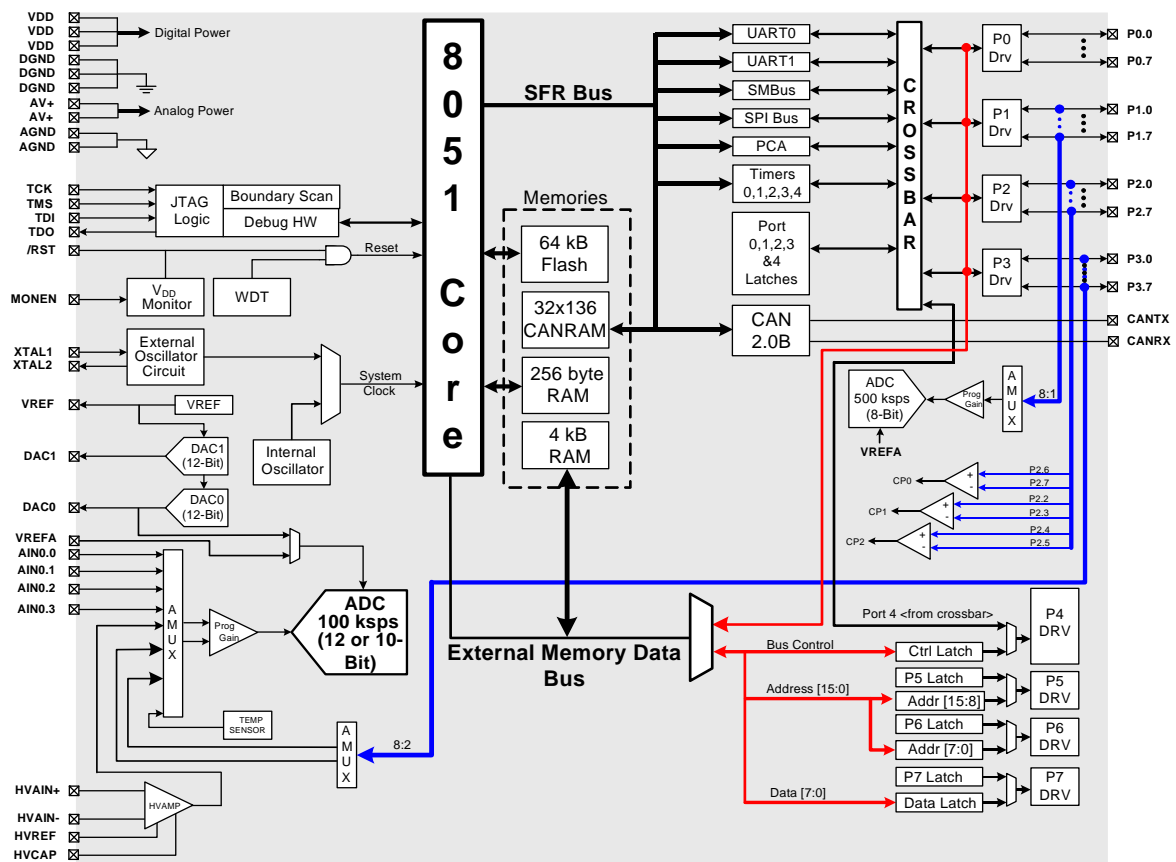 VDD
VDD
VDD
Digital Power
DGND
DGND
DGND
AV+
AV+
Analog Power
AGND
AGND
TCK
TMS
TDI
TDO
JTAG
Logic
Boundary Scan
Debug HW
/RST
Reset
MONEN
VDD
Monitor
WDT
XTAL1
XTAL2
External
Oscillator
Circuit
System
Clock
VREF
VREF
DAC1
DAC1
(12-Bit)
Internal
Oscillator
DAC0
DAC0
(12-Bit)
VREFA
AIN0.0
AIN0.1
AIN0.2
AIN0.3
A
M
U
X
Prog
Gain
ADC
100 ksps
(12 or 10-
Bit)
TEMP
SENSOR
A
M
U
X
8:2
HVAIN+
HVAIN-
HVREF
HVCAP
HVAMP
8
0
5
1
C
o
r
e
SFR Bus
Memories
64 kB
Flash
32x136
CANRAM
256 byte
RAM
4 kB
RAM
External Memory Data
Bus
UART0
UART1
SMBus
SPI Bus
PCA
Timers
0,1,2,3,4
Port
0,1,2,3
&4
Latches
CAN
2.0B
C
R
O
S
S
B
A
R
P0
Drv
P1
Drv
P2
Drv
P3
Drv
P0.0
P0.7
P1.0
P1.7
P2.0
P2.7
P3.0
P3.7
CANTX
CANRX
ADC
500 ksps
(8-Bit)
VREFA
Prog
Gain
A
M
U
X
8:1
CP0
+
-
P2.6
P2.7
CP1
+
-
P2.2
P2.3
CP2
+
-
P2.4
P2.5
Port 4 <from crossbar>
Bus Control
Ctrl Latch
P4
DRV
Address [15:0]
P5 Latch
Addr [15:8]
P5
DRV
P6 Latch
Addr [7:0]
P6
DRV
Data [7:0]
P7 Latch
Data Latch
P7
DRV